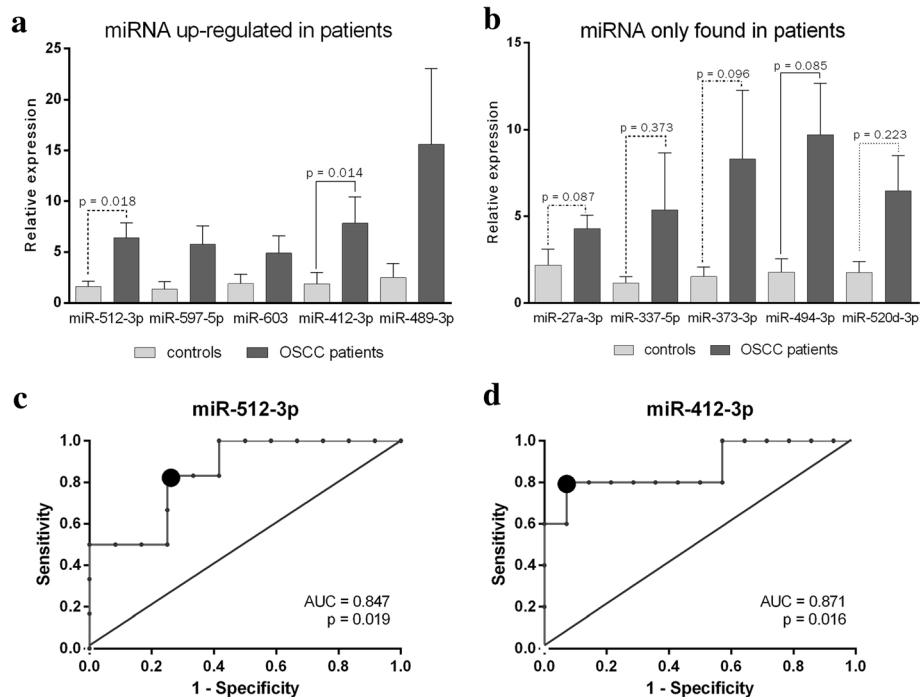 a
miRNA up-regulated in patients
Relative expression
25
20
15
10
5
0
p = 0.018
p = 0.014
miR-512-3p miR-597-5p miR-603 miR-412-3p miR-489-3p
controls OSCC patients
b
miRNA only found in patients
Relative expression
15
10
5
0
p = 0.087
p = 0.373
p = 0.096
p = 0.085
p = 0.223
miR-27a-3p miR-337-5p miR-373-3p miR-494-3p miR-520d-3p
controls OSCC patients
c
miR-512-3p
Sensitivity
1.0
0.8
0.6
0.4
0.2
0.0
AUC = 0.847
p = 0.019
0.0 0.2 0.4 0.6 0.8 1.0
1 - Specificity
d
miR-412-3p
Sensitivity
1.0
0.8
0.6
0.4
0.2
0.0
AUC = 0.871
p = 0.016
0.0 0.2 0.4 0.6 0.8 1.0
1 - Specificity